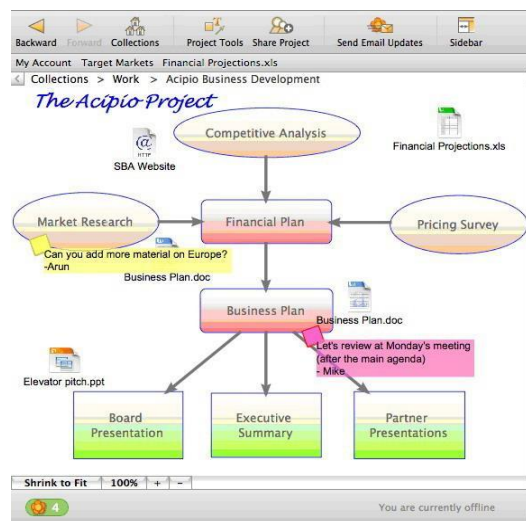 Backward Forward Collections Project Tools Share Project Send Email Updates Sidebar
My Account Target Markets Financial Projections.xls
Collections > Work > Acipio Business Development
The Acipio Project
Competitive Analysis
HTTP
SBA Website
Financial Projections.xls
Market Research
Financial Plan
Pricing Survey
Can you add more material on Europe?
-Arun
Business Plan.doc
Business Plan
Business Plan.doc
Let's review at Monday's meeting
(after the main agenda)
- Mike
Elevator pitch.ppt
Board
Presentation
Executive
Summary
Partner
Presentations
Shrink to Fit 100% + -
4
You are currently offline